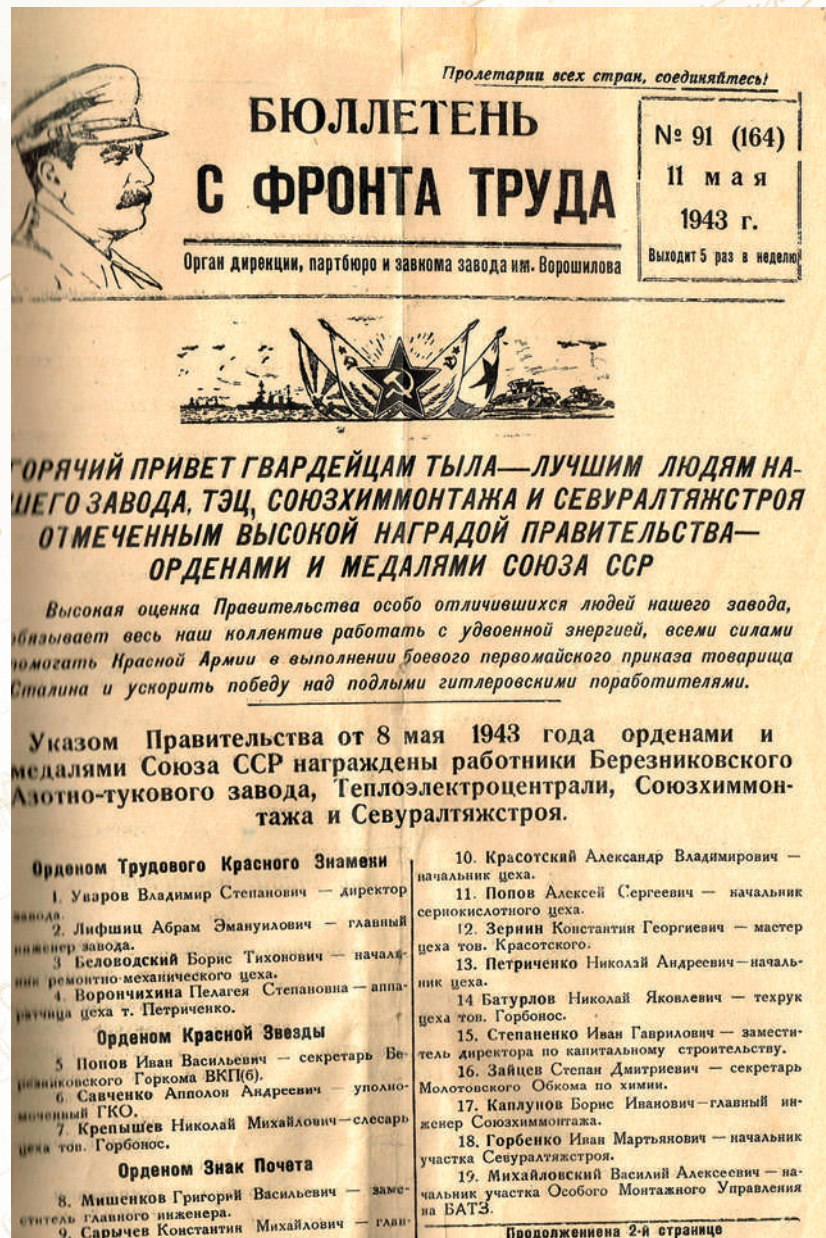 Пролетарии всех стран, соединяйтесь!
БЮЛЛЕТЕНЬ
С ФРОНТА ТРУДА
Орган дирекции, партбюро и завкома завода им. Ворошилова
№ 91 (164)
11 мая
1943 г.
Выходит 5 раз в неделю
ГОРЯЧИЙ ПРИВЕТ ГВАРДЕЙЦАМ ТЫЛА—ЛУЧШИМ ЛЮДЯМ НА-
ШЕГО ЗАВОДА, ТЭЦ, СОЮЗХИММОНТАЖА И СЕВУРАЛТЯЖСТРОЯ
ОТМЕЧЕННЫМ ВЫСОКОЙ НАГРАДОЙ ПРАВИТЕЛЬСТВА—
ОРДЕНАМИ И МЕДАЛЯМИ СОЮЗА ССР
Высокая оценка Правительства особо отличившихся людей нашего завода,
обязывает весь наш коллектив работать с удвоенной энергией, всеми силами
помогать Красной Армии в выполнении боевого первомайского приказа товарища
Сталина и ускорить победу над подлыми гитлеровскими поработителями.
Указом Правительства от 8 мая 1943 года орденами и
медалями Союза ССР награждены работники Березниковского
Азотно-тукового завода, Теплоэлектроцентрали, Союзхиммон-
тажа и Севуралтяжстроя.
Орденом Трудового Красного Знамени
1. Уваров Владимир Степанович — директор
завода.
2. Лифшиц Абрам Эмануилович — главный
инженер завода.
3 Беловодский Борис Тихонович — началь-
ник ремонтно-механического цеха.
4. Ворончихина Пелагея Степановна — аппа-
ратчица цеха т. Петриченко.
Орденом Красной Звезды
5 Попов Иван Васильевич — секретарь Бе-
резниковского Горкома ВКП(б).
6. Савченко Апполон Андреевич — уполно-
моченный ГКО.
7. Крепышев Николай Михайлович—слесарь
цеха тов. Горбонос.
Орденом Знак Почета
8. Мишенков Григорий Васильевич — заме-
ститель главного инженера.
9. Сарычев Константин Михайлович — глав-
10. Красотский Александр Владимирович —
начальник цеха.
11. Попов Алексей Сергеевич — начальник
сернокислотного цеха.
12. Зернин Константин Георгиевич — мастер
цеха тов. Красотского.
13. Петриченко Николай Андреевич—началь-
ник цеха.
14 Батурлов Николай Яковлевич — техрук
цеха тов. Горбонос.
15. Степаненко Иван Гаврилович — замести-
тель директора по капитальному строительству.
16. Зайцев Степан Дмитриевич — секретарь
Молотовского Обкома по химии.
17. Каплунов Борис Иванович—главный ин-
женер Союзхиммонтажа.
18. Горбенко Иван Мартьянович — начальник
участка Севуралтяжстроя.
19. Михайловский Василий Алексеевич — на-
чальник участка Особого Монтажного Управления
на БАТЗ.
Продолжениена 2-й странице